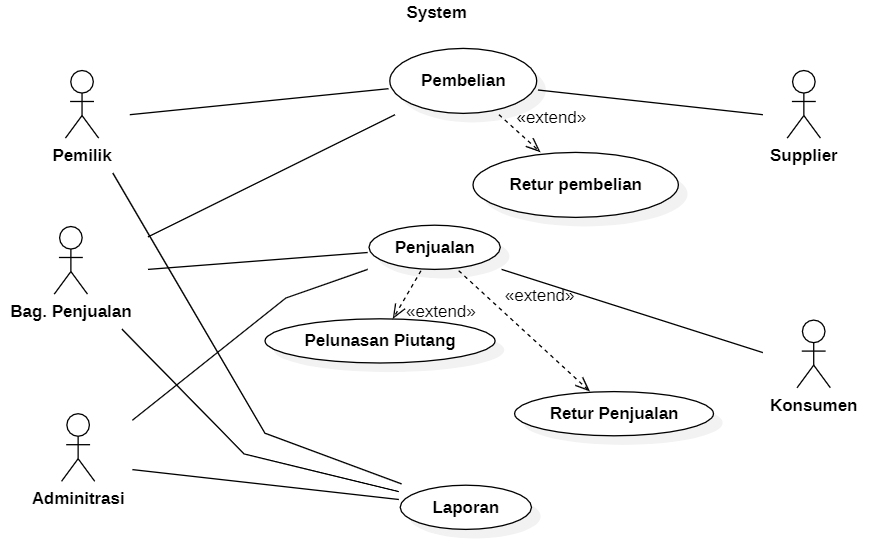 System
Pembelian
«extend»
Pemilik
Supplier
Retur pembelian
Penjualan
«extend»
Bag. Penjualan
«extend»
Pelunasan Piutang
Konsumen
Retur Penjualan
Adminitrasi
Laporan